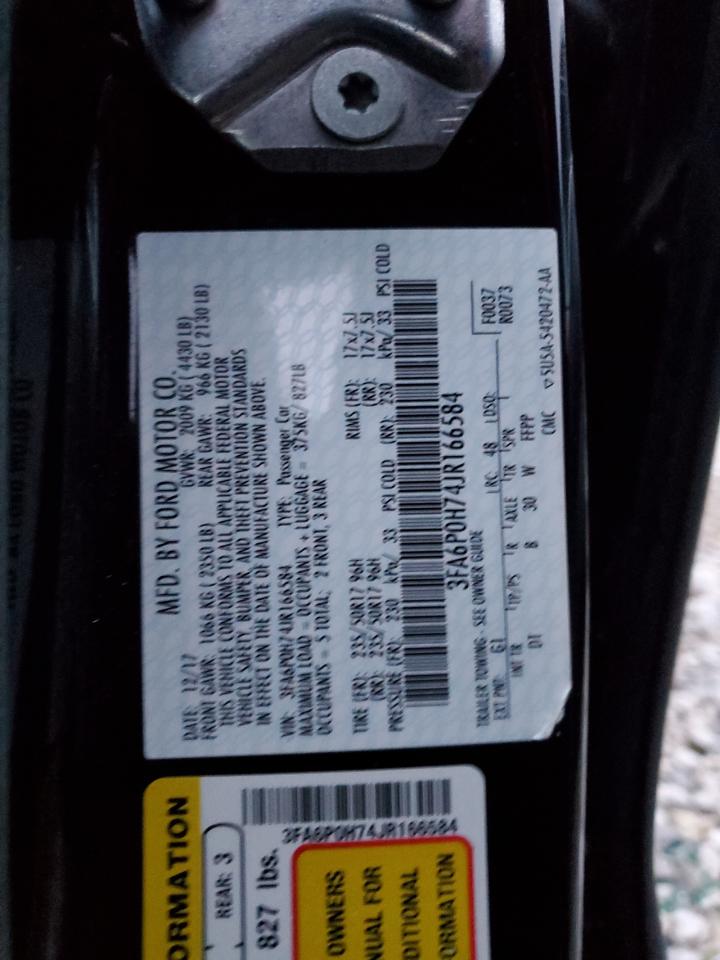 MFD. BY FORD MOTOR CO.
DATE: 12/17 GVWR: 2009 KG ( 4430 LB)
FRONT GAWR: 1066 KG ( 2350 LB) REAR GAWR: 966 KG ( 2130 LB)
THIS VEHICLE CONFORMS TO ALL APPLICABLE FEDERAL MOTOR
VEHICLE SAFETY, BUMPER, AND THEFT PREVENTION STANDARDS
IN EFFECT ON THE DATE OF MANUFACTURE SHOWN ABOVE.
VIN: 3FA6P0H74JR166584 TYPE: Passenger Car
MAXIMUM LOAD = OCCUPANTS + LUGGAGE = 375KG/ 827LB
OCCUPANTS = 5 TOTAL; 2 FRONT, 3 REAR
TIRE (FR): 235/50R17 96H RIMS (FR): 17x7.5J
(RR): 235/50R17 96H (RR): 17x7.5J
PRESSURE (FR): 230 kPa/ 33 PSI COLD (RR): 230 kPa/ 33 PSI COLD
3FA6P0H74JR166584
TRAILER TOWING - SEE OWNER GUIDE
EXT PNT: G1 RC: 48 DSO: F0037
INT TR TP/PS R AXLE TR SPR R0073
DT B 30 W FFPP
CMC ▽5U5A-5420472-AA
3FA6P0H74JR166584
ORMATION
REAR: 3
827 lbs.
OWNERS
NUAL FOR
DITIONAL
ORMATION